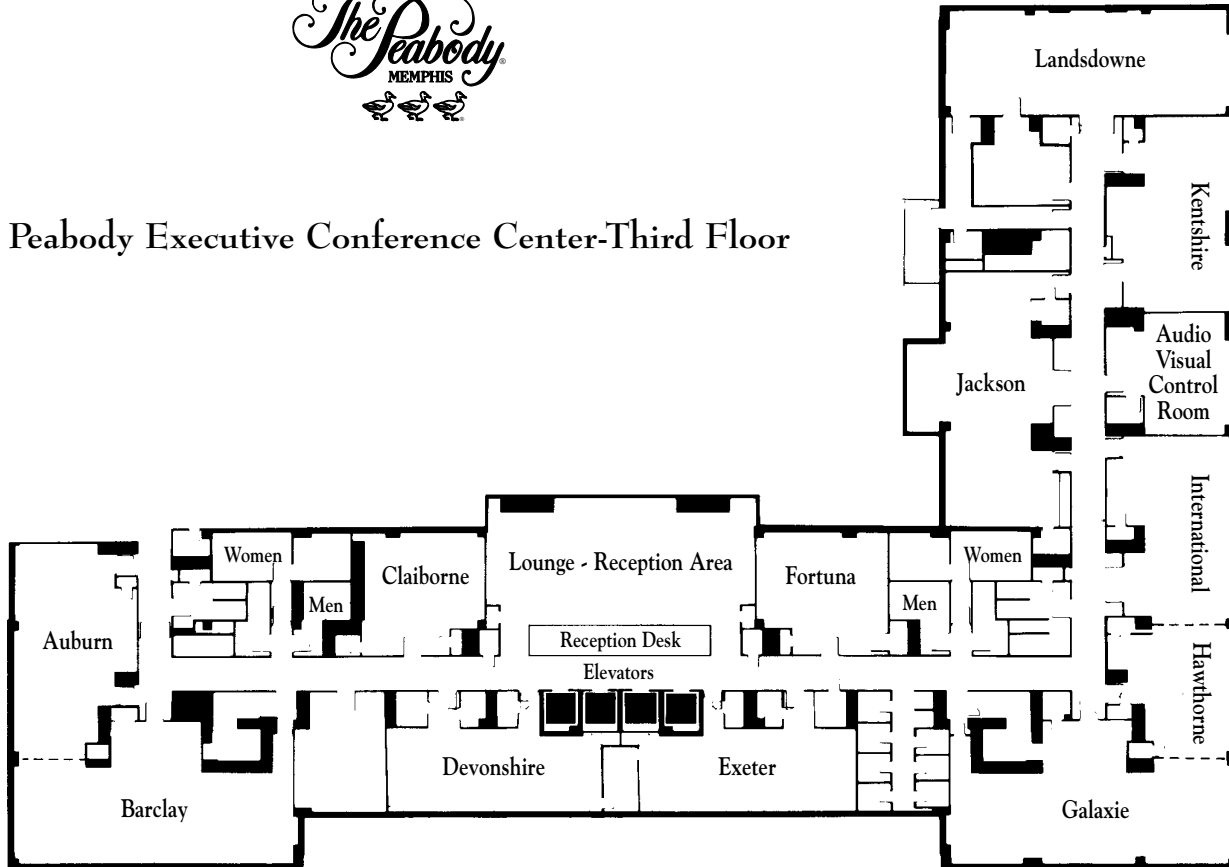 The
Peabody®
MEMPHIS
Peabody Executive Conference Center-Third Floor
Landsdowne
Kentshire
Audio
Visual
Control
Room
Jackson
International
Hawthorne
Women
Men
Claiborne
Lounge - Reception Area
Reception Desk
Elevators
Fortuna
Women
Men
Auburn
Barclay
Devonshire
Exeter
Galaxie